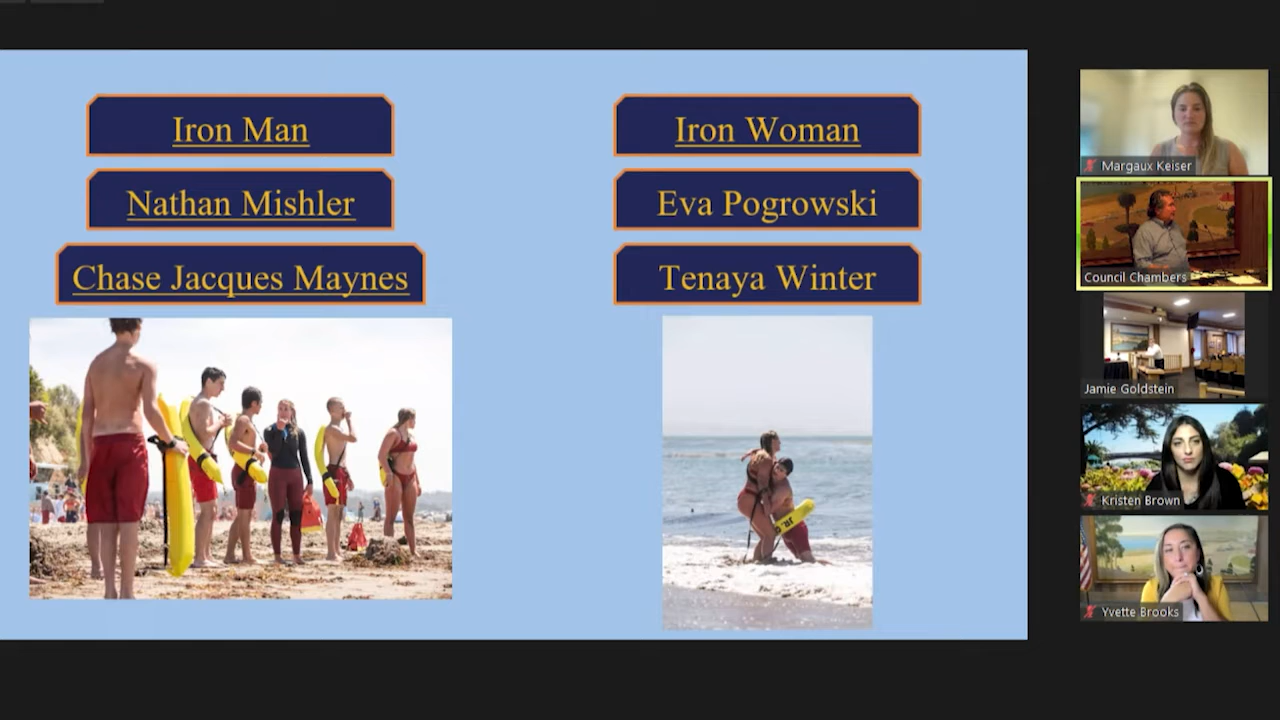 Iron Man
Nathan Mishler
Chase Jacques Maynes
Iron Woman
Eva Pogrowski
Tenaya Winter
Margaux Keiser
Council Chambers
Jamie Goldstein
Kristen Brown
Yvette Brooks